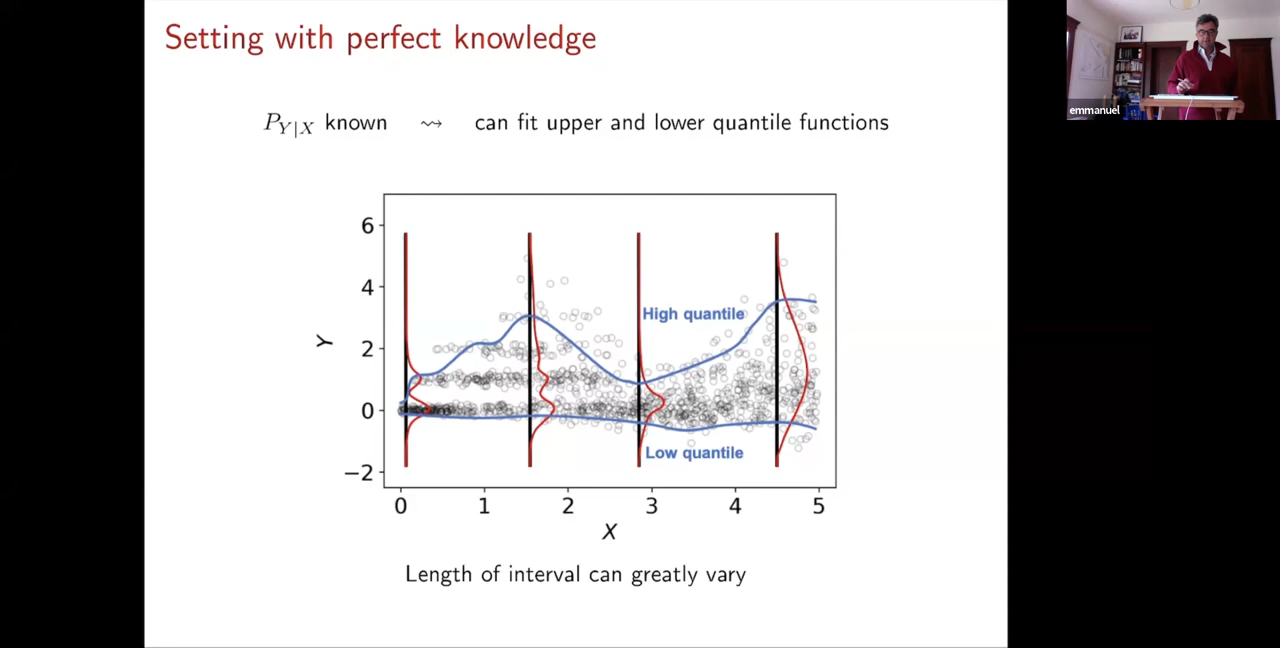 Setting with perfect knowledge
P_{Y|X} known ⇝ can fit upper and lower quantile functions
6
4
High quantile
Y
2
0
Low quantile
−2
0 1 2 3 4 5
X
Length of interval can greatly vary
emmanuel